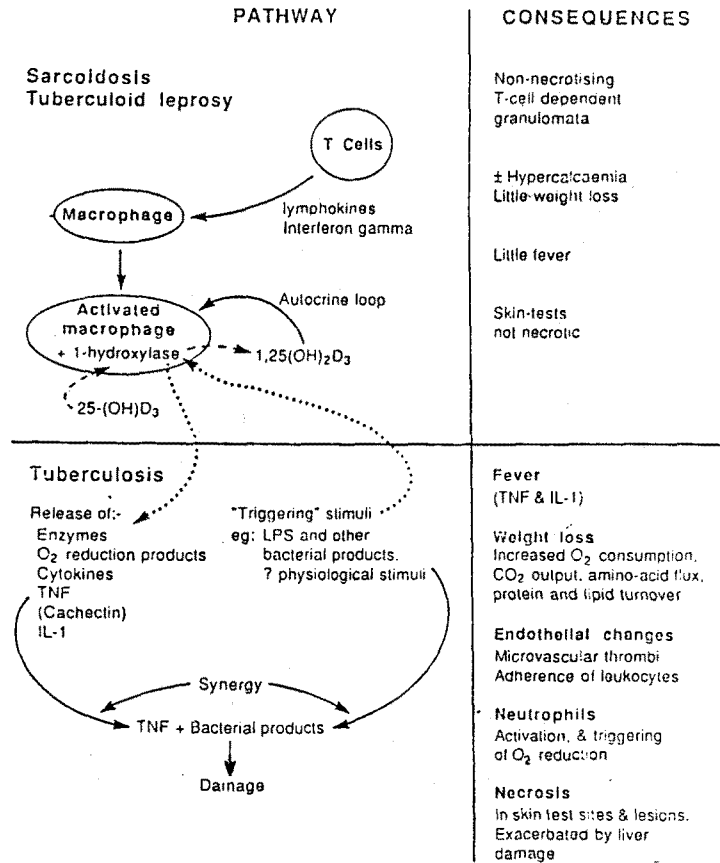 PATHWAY
CONSEQUENCES
Sarcoidosis
Tuberculoid leprosy
T Cells
Macrophage
lymphokines
Interferon gamma
Activated
macrophage
+ 1-hydroxylase
Autocrine loop
1,25(OH)2D3
25-(OH)D3
Non-necrotising
T-cell dependent
granulomata
± Hypercalcaemia
Little weight loss
Little fever
Skin-tests
not necrotic
Tuberculosis
Release of:-
Enzymes
O2 reduction products
Cytokines
TNF
(Cachectin)
IL-1
"Triggering" stimuli
eg: LPS and other
bacterial products.
? physiological stimuli
Synergy
TNF + Bacterial products
Damage
Fever
(TNF & IL-1)
Weight loss
Increased O2 consumption,
CO2 output, amino-acid flux,
protein and lipid turnover
Endothelial changes
Microvascular thrombi
Adherence of leukocytes
Neutrophils
Activation, & triggering
of O2 reduction
Necrosis
In skin test sites & lesions.
Exacerbated by liver
damage